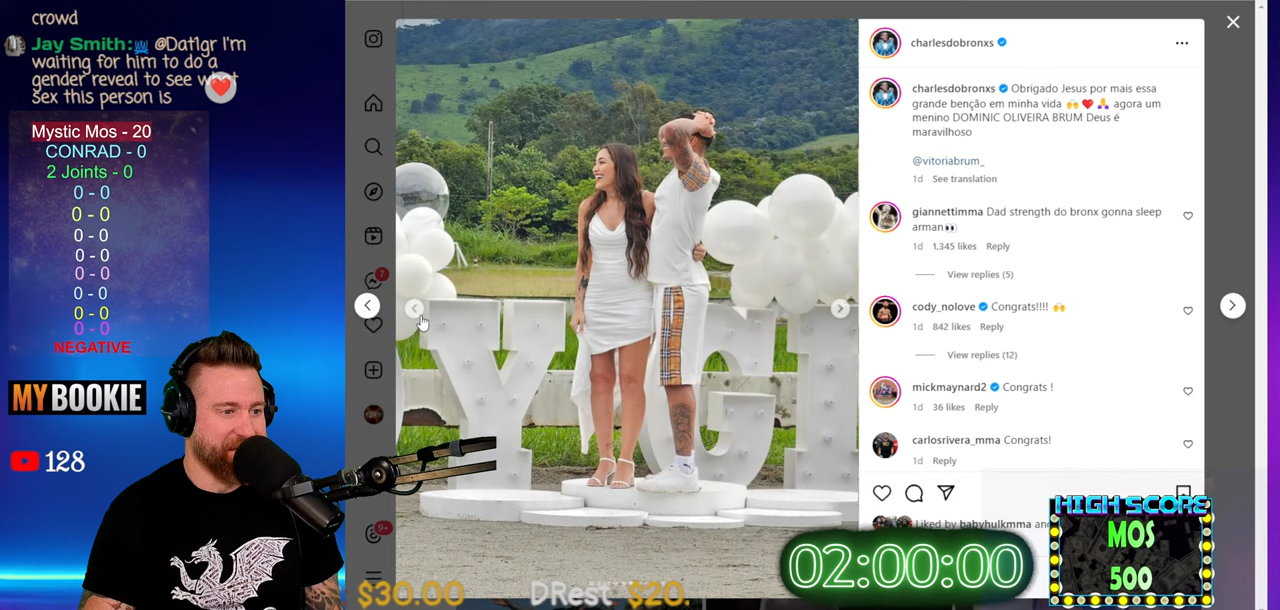 crowd
Jay Smith: @Dat1gr I'm
waiting for him to do a
gender reveal to see what
sex this person is
Mystic Mos - 20
CONRAD - 0
2 Joints - 0
0 - 0
0 - 0
0 - 0
0 - 0
0 - 0
0 - 0
0 - 0
0 - 0
NEGATIVE
MY BOOKIE
128
7
9+
Y G I
charlesdobronxs
charlesdobronxs Obrigado Jesus por mais essa
grande benção em minha vida 🙌 ❤️ 🙏 agora um
menino DOMINIC OLIVEIRA BRUM Deus é
maravilhoso
@vitoriabrum_
1d See translation
giannettimma Dad strength do bronx gonna sleep
arman👀
1d 1,345 likes Reply
View replies (5)
cody_nolove Congrats!!!! 🙌
1d 842 likes Reply
View replies (12)
mickmaynard2 Congrats !
1d 36 likes Reply
carlosrivera_mma Congrats!
1d Reply
Liked by babyhulkmma and
HIGH SCORE
MOS
500
02:00:00
$30.00 DRest $20.